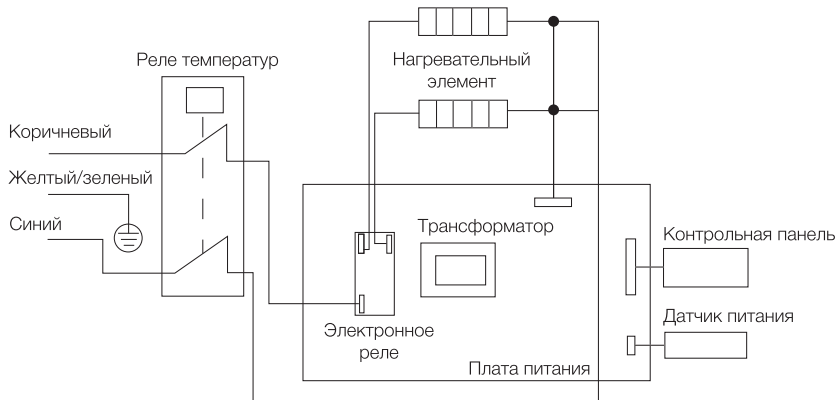 Реле температур
Нагревательный
элемент
Коричневый
Желтый/зеленый
Синий
Трансформатор
Контрольная панель
Датчик питания
Электронное
реле
Плата питания